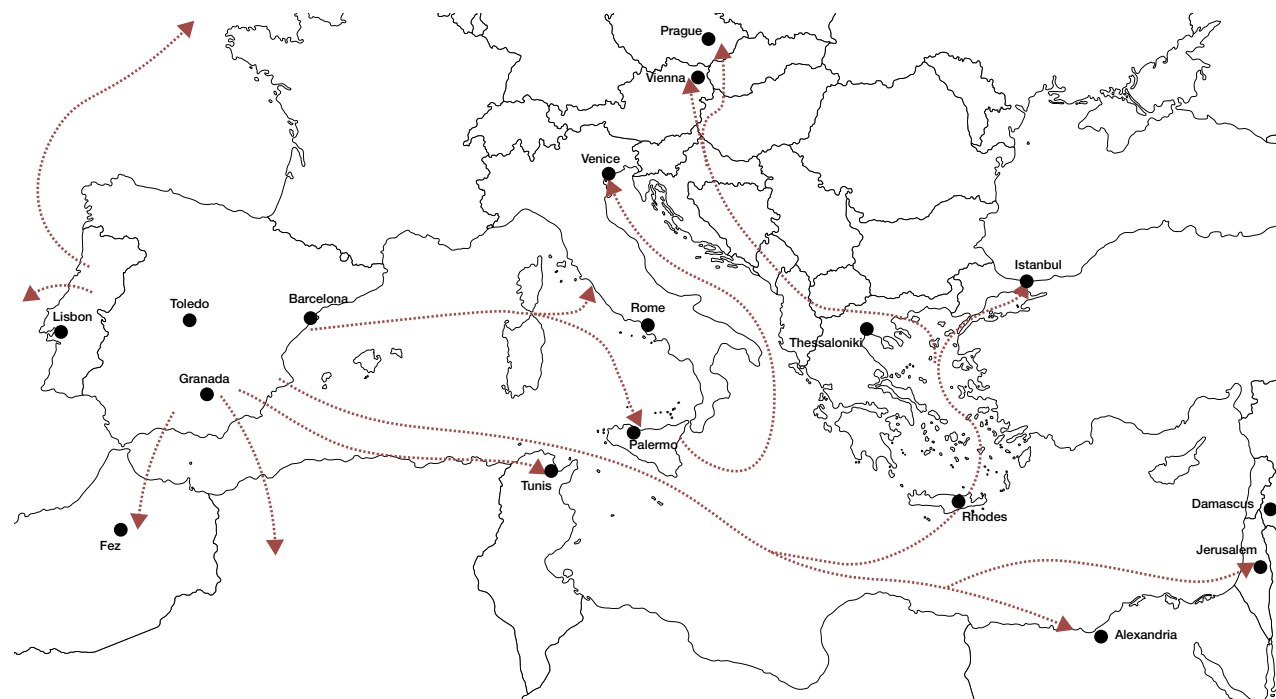 Prague
Vienna
Venice
Istanbul
Barcelona
Toledo
Rome
Lisbon
Thessaloniki
Granada
Palermo
Tunis
Damascus
Rhodes
Fez
Jerusalem
Alexandria